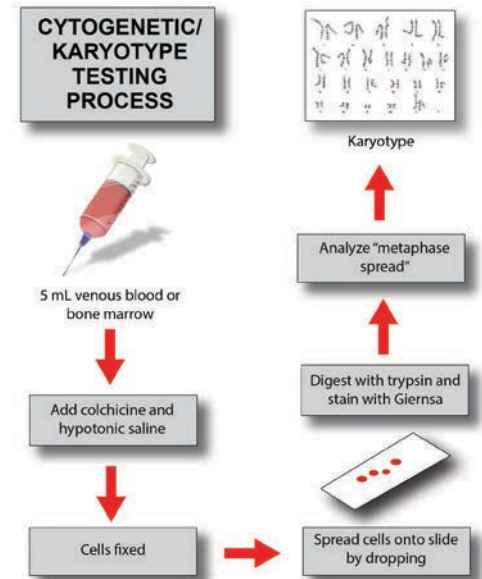 CYTOGENETIC/
KARYOTYPE
TESTING
PROCESS
5 mL venous blood or
bone marrow
Add colchicine and
hypotonic saline
Cells fixed
Spread cells onto slide
by dropping
Digest with trypsin and
stain with Giernsa
Analyze "metaphase
spread"
Karyotype